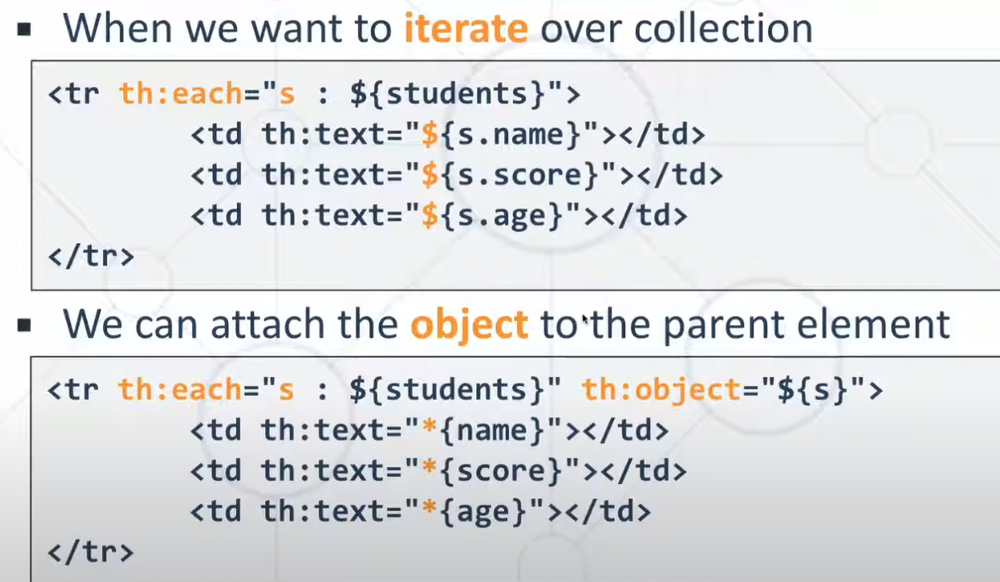 ▪ When we want to iterate over collection
<tr th:each="s : ${students}">
<td th:text="${s.name}"></td>
<td th:text="${s.score}"></td>
<td th:text="${s.age}"></td>
</tr>
▪ We can attach the object to the parent element
<tr th:each="s : ${students}" th:object="${s}">
<td th:text="*{name}"></td>
<td th:text="*{score}"></td>
<td th:text="*{age}"></td>
</tr>